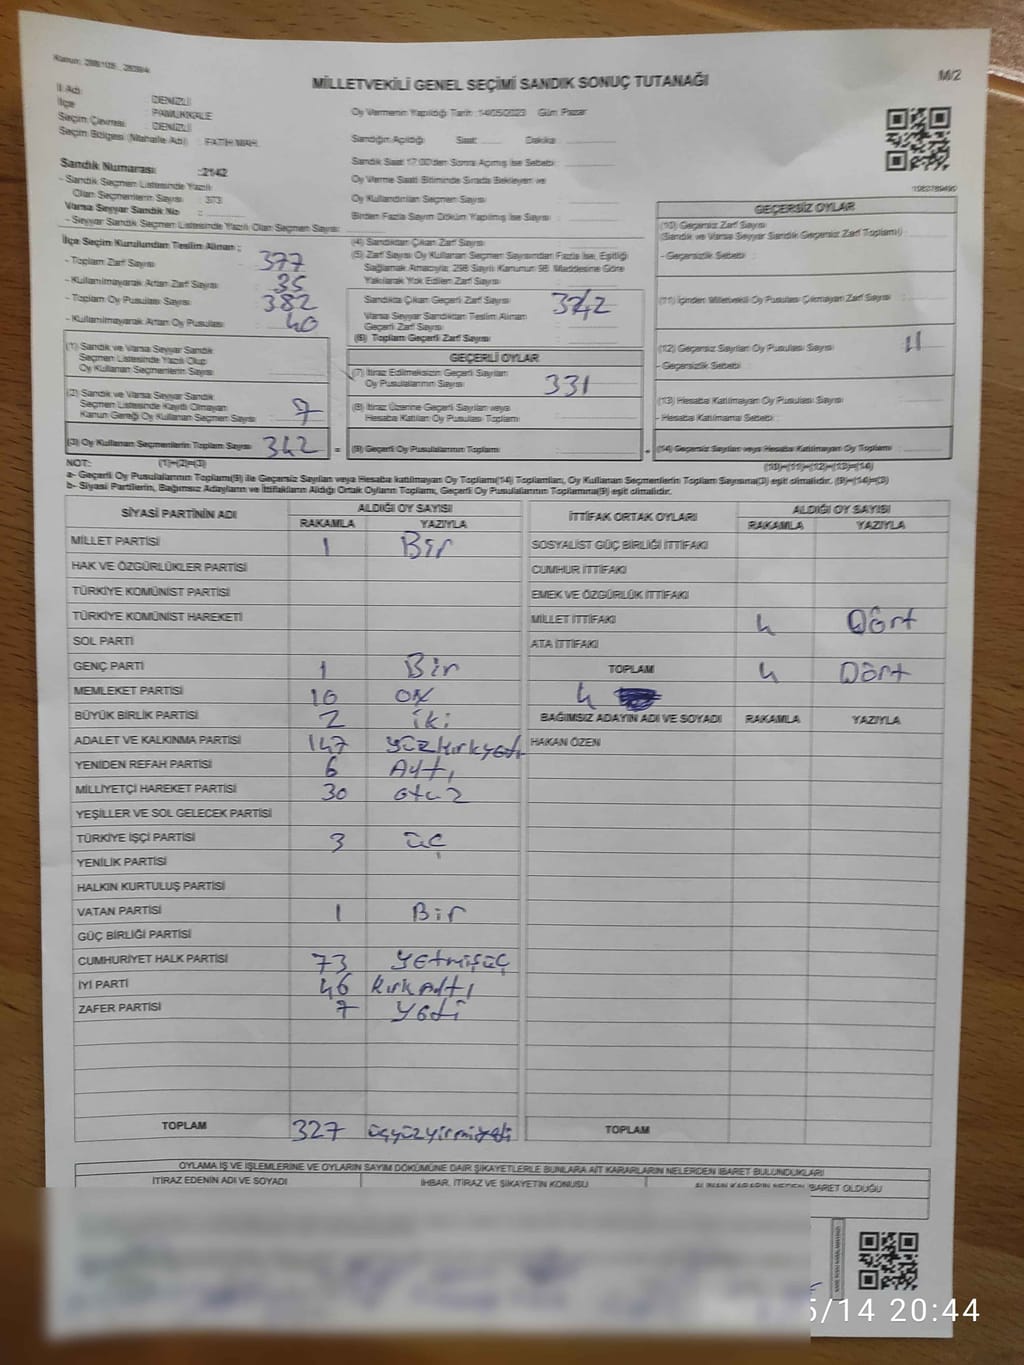 Kanun: 298/105 , 2839/4
MİLLETVEKİLİ GENEL SEÇİMİ SANDIK SONUÇ TUTANAĞI
M/2
İl Adı : DENİZLİ
İlçe : PAMUKKALE
Seçim Çevresi : DENİZLİ
Seçim Bölgesi (Mahalle Adı) : FATİH MAH.
Sandık Numarası :2142
- Sandık Seçmen Listesinde Yazılı
Olan Seçmenlerin Sayısı : 373
Varsa Seyyar Sandık No :
- Seyyar Sandık Seçmen Listesinde Yazılı Olan Seçmen Sayısı:
Oy Vermenin Yapıldığı Tarih: 14/05/2023 Gün: Pazar
Sandığın Açıldığı Saat: Dakika:
Sandık Saat 17:00'den Sonra Açılmış İse Sebebi:
Oy Verme Saati Bitiminde Sırada Bekleyen ve
Oy Kullandırılan Seçmen Sayısı :
Birden Fazla Sayım Döküm Yapılmış İse Sayısı :
İlçe Seçim Kurulundan Teslim Alınan ;
- Toplam Zarf Sayısı : 377
- Kullanılmayarak Artan Zarf Sayısı : 35
- Toplam Oy Pusulası Sayısı : 382
- Kullanılmayarak Artan Oy Pusulası : 40
(1) Sandık ve Varsa Seyyar Sandık
Seçmen Listesinde Yazılı Olup
Oy Kullanan Seçmenlerin Sayısı :
(2) Sandık ve Varsa Seyyar Sandık
Seçmen Listesinde Kaydı Olmayan
Kanun Gereği Oy Kullanan Seçmen Sayısı : 7
(3) Oy Kullanan Seçmenlerin Toplam Sayısı 342 =
(4) Sandıktan Çıkan Zarf Sayısı :
(5) Zarf Sayısı Oy Kullanan Seçmen Sayısından Fazla İse, Eşitliği
Sağlamak Amacıyla; 298 Sayılı Kanunun 98. Maddesine Göre
Yakılarak Yok Edilen Zarf Sayısı :
Sandıkta Çıkan Geçerli Zarf Sayısı : 342
Varsa Seyyar Sandıktan Teslim Alınan
Geçerli Zarf Sayısı :
(6) Toplam Geçerli Zarf Sayısı :
GEÇERLİ OYLAR
(7) İtiraz Edilmeksizin Geçerli Sayılan
Oy Pusulalarının Sayısı : 331
(8) İtiraz Üzerine Geçerli Sayılan veya
Hesaba Katılan Oy Pusulaları Toplamı :
(9) Geçerli Oy Pusulalarının Toplamı : +
GEÇERSİZ OYLAR
(10) Geçersiz Zarf Sayısı
(Sandık ve Varsa Seyyar Sandık Geçersiz Zarf Toplamı) :
- Geçersizlik Sebebi :
(11) İçinden Milletvekili Oy Pusulası Çıkmayan Zarf Sayısı :
(12) Geçersiz Sayılan Oy Pusulası Sayısı : 11
- Geçersizlik Sebebi :
(13) Hesaba Katılmayan Oy Pusulası Sayısı :
- Hesaba Katılmama Sebebi :
(14) Geçersiz Sayılan veya Hesaba Katılmayan Oy Toplamı :
NOT: (1)+(2)=(3) (10)+(11)+(12)+(13)=(14)
a- Geçerli Oy Pusulalarının Toplamı(9) ile Geçersiz Sayılan veya Hesaba katılmayan Oy Toplamı(14) Toplamları, Oy Kullanan Seçmenlerin Toplam Sayısına(3) eşit olmalıdır. (9)+(14)=(3)
b- Siyasi Partilerin, Bağımsız Adayların ve İttifakların Aldığı Ortak Oyların Toplamı, Geçerli Oy Pusulalarının Toplamına(9) eşit olmalıdır.
SİYASİ PARTİNİN ADI ALDIĞI OY SAYISI
RAKAMLA YAZIYLA
MİLLET PARTİSİ 1 Bir
HAK VE ÖZGÜRLÜKLER PARTİSİ
TÜRKİYE KOMÜNİST PARTİSİ
TÜRKİYE KOMÜNİST HAREKETİ
SOL PARTİ
GENÇ PARTİ 1 Bir
MEMLEKET PARTİSİ 10 ON
BÜYÜK BİRLİK PARTİSİ 2 iki
ADALET VE KALKINMA PARTİSİ 147 yüzkırkyedi
YENİDEN REFAH PARTİSİ 6 Altı
MİLLİYETÇİ HAREKET PARTİSİ 30 otuz
YEŞİLLER VE SOL GELECEK PARTİSİ
TÜRKİYE İŞÇİ PARTİSİ 3 üç
YENİLİK PARTİSİ
HALKIN KURTULUŞ PARTİSİ
VATAN PARTİSİ 1 Bir
GÜÇ BİRLİĞİ PARTİSİ
CUMHURİYET HALK PARTİSİ 73 yetmişüç
İYİ PARTİ 46 kırkaltı
ZAFER PARTİSİ 7 yedi
TOPLAM 327 üçyüzyirmiyedi
İTTİFAK ORTAK OYLARI ALDIĞI OY SAYISI
RAKAMLA YAZIYLA
SOSYALİST GÜÇ BİRLİĞİ İTTİFAKI
CUMHUR İTTİFAKI
EMEK VE ÖZGÜRLÜK İTTİFAKI
MİLLET İTTİFAKI 4 Dört
ATA İTTİFAKI
TOPLAM 4 Dört
4
BAĞIMSIZ ADAYIN ADI VE SOYADI RAKAMLA YAZIYLA
HAKAN ÖZEN
TOPLAM
OYLAMA İŞ VE İŞLEMLERİNE VE OYLARIN SAYIM DÖKÜMÜNE DAİR ŞİKAYETLERLE BUNLARA AİT KARARLARIN NELERDEN İBARET BULUNDUKLARI
İTİRAZ EDENİN ADI VE SOYADI İHBAR, İTİRAZ VE ŞİKAYETİN KONUSU ALINAN KARARIN NEDEN İBARET OLDUĞU
5/14 20:44